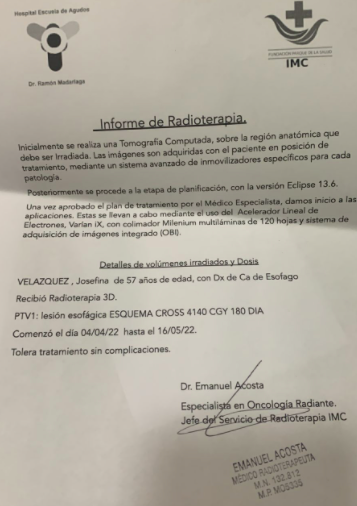 Hospital Escuela de Agudos
Dr. Ramón Madariaga
FUNDACIÓN PARQUE DE LA SALUD
IMC
Informe de Radioterapia.
Inicialmente se realiza una Tomografía Computada, sobre la región anatómica que
debe ser Irradiada. Las imágenes son adquiridas con el paciente en posición de
tratamiento, mediante un sistema avanzado de inmovilizadores específicos para cada
patología.
Posteriormente se procede a la etapa de planificación, con la versión Eclipse 13.6.
Una vez aprobado el plan de tratamiento por el Médico Especialista, damos inicio a las
aplicaciones. Estas se llevan a cabo mediante el uso del Acelerador Lineal de
Electrones, Varian iX, con colimador Milenium multiláminas de 120 hojas y sistema de
adquisición de imágenes integrado (OBI).
Detalles de volúmenes irradiados y Dosis
VELAZQUEZ , Josefina de 57 años de edad, con Dx de Ca de Esofago
Recibió Radioterapia 3D.
PTV1: lesión esofágica ESQUEMA CROSS 4140 CGY 180 DIA
Comenzó el día 04/04/22 hasta el 16/05/22.
Tolera tratamiento sin complicaciones.
Dr. Emanuel Acosta
Especialista en Oncología Radiante.
Jefe del Servicio de Radioterapia IMC
EMANUEL ACOSTA
MÉDICO RADIOTERAPEUTA
M.N. 132.812
M.P. MO5535